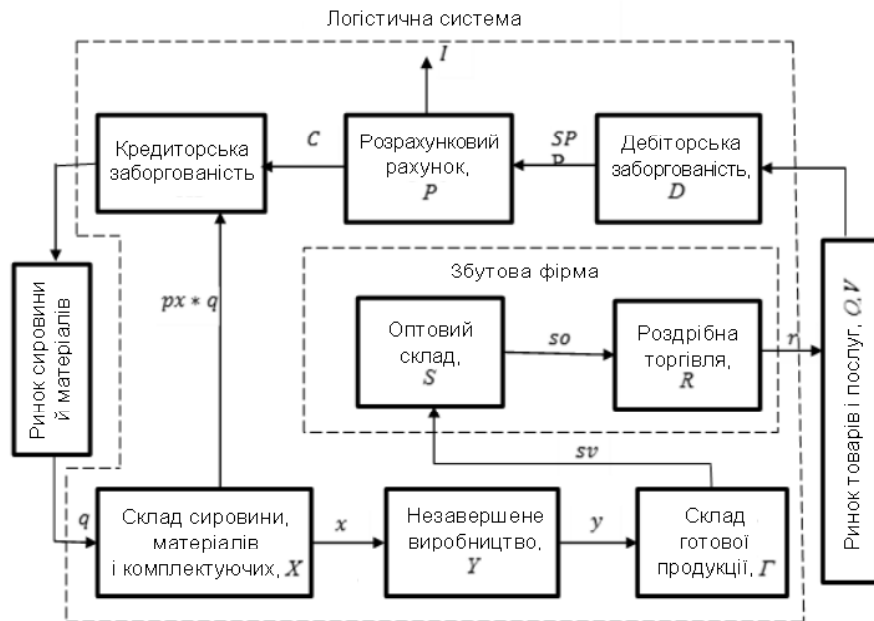 Логістична система
I
Кредиторська
заборгованість
C
Розрахунковий
рахунок,
P
SP
P
Дебіторська
заборгованість,
D
Збутова фірма
Ринок сировини
й матеріалів
px * q
Оптовий
склад,
S
so
Роздрібна
торгівля,
R
r
Ринок товарів і послуг, O,V
sv
q
Склад сировини,
матеріалів
і комплектуючих, X
x
Незавершене
виробництво,
Y
y
Склад
готової
продукції, Г